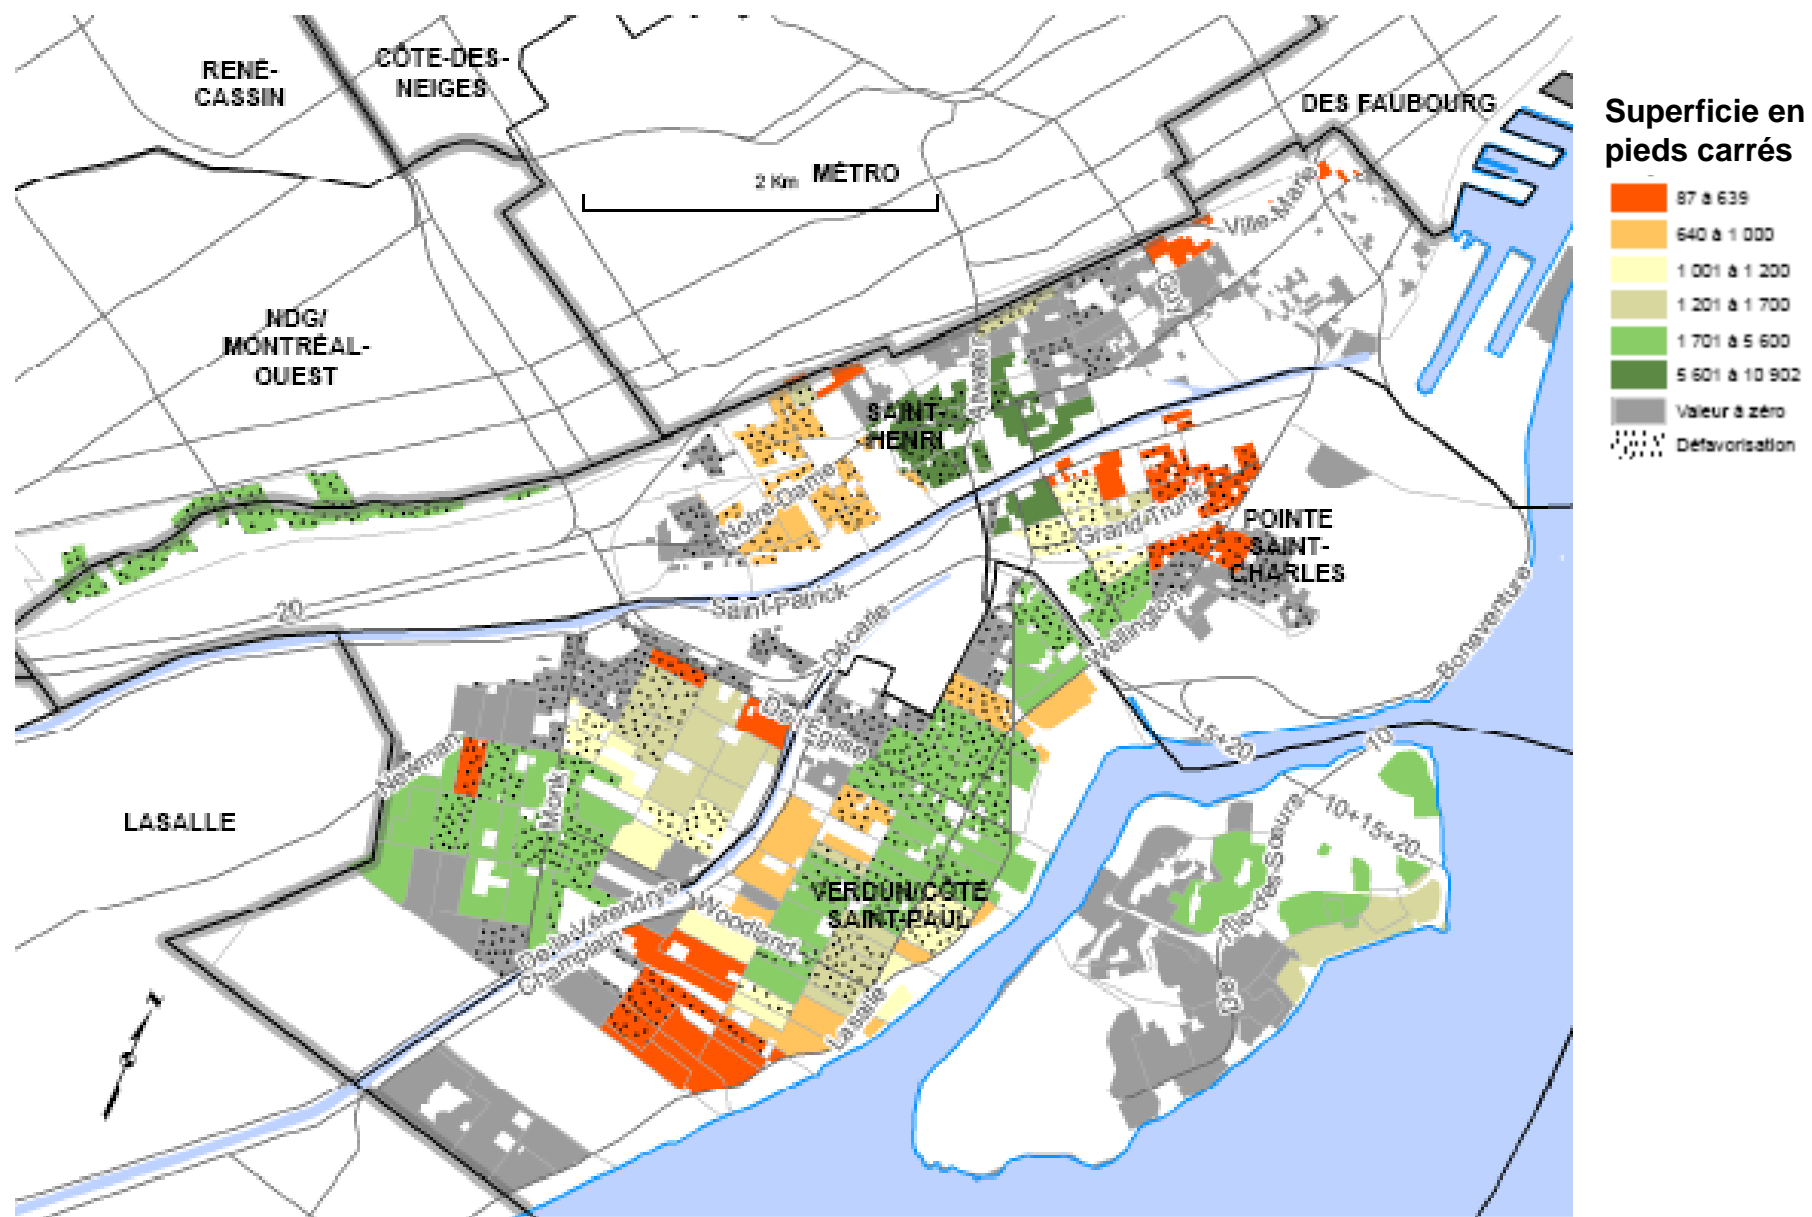 RENÉ-
CASSIN
CÔTE-DES-
NEIGES
DES FAUBOURG
MÉTRO
2 Km
Ville-Marie
Guy
NDG/
MONTRÉAL-
OUEST
Atwater
SAINT-
HENRI
Notre-Dame
Grand-Trunk
POINTE
SAINT-
CHARLES
20
Saint-Patrick
Décarie
Wellington
Bonaventure
De l'Église
15+20
10
Newman
Monk
LASALLE
10+15+20
De l'Île-des-Soeurs
VERDUN/CÔTE
SAINT-PAUL
De la Vérendrye
Champlain
Woodland
Lasalle
Superficie en
pieds carrés
87 à 639
640 à 1 000
1 001 à 1 200
1 201 à 1 700
1 701 à 5 600
5 601 à 10 902
Valeur à zéro
Défavorisation